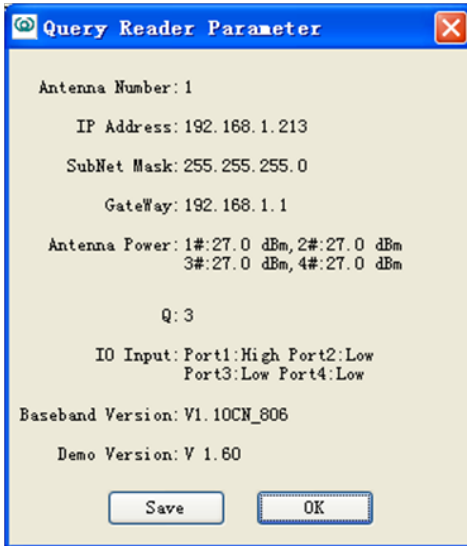 Query Reader Parameter
Antenna Number: 1
IP Address: 192.168.1.213
SubNet Mask: 255.255.255.0
GateWay: 192.168.1.1
Antenna Power: 1#:27.0 dBm, 2#:27.0 dBm
3#:27.0 dBm, 4#:27.0 dBm
Q: 3
IO Input: Port1:High Port2:Low
Port3:Low Port4:Low
Baseband Version: V1.10CN_806
Demo Version: V 1.60
Save OK